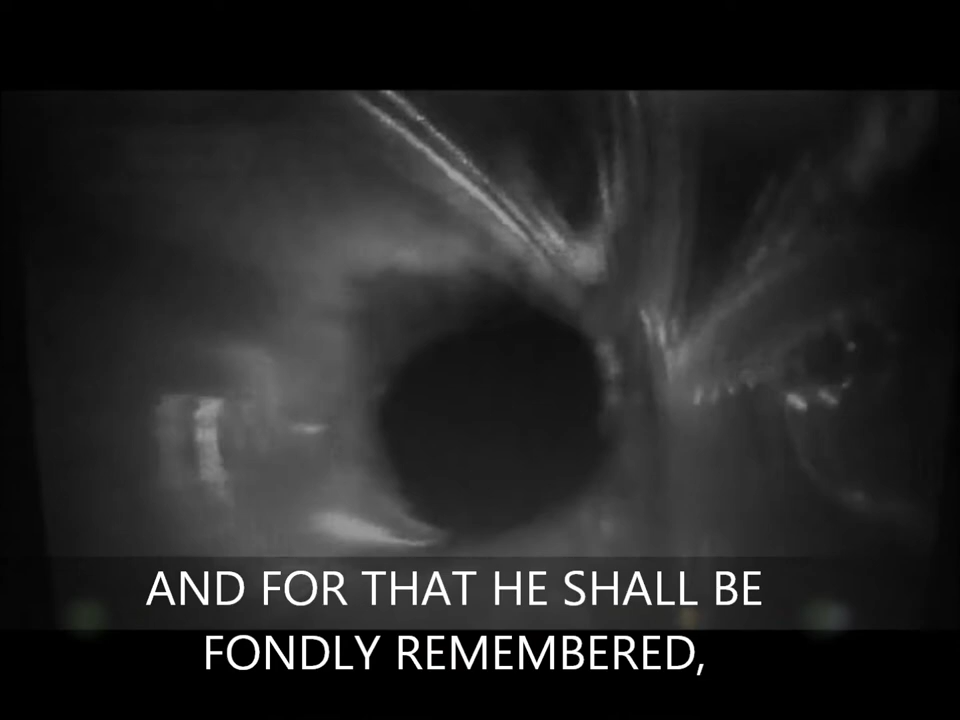 AND FOR THAT HE SHALL BE
FONDLY REMEMBERED,